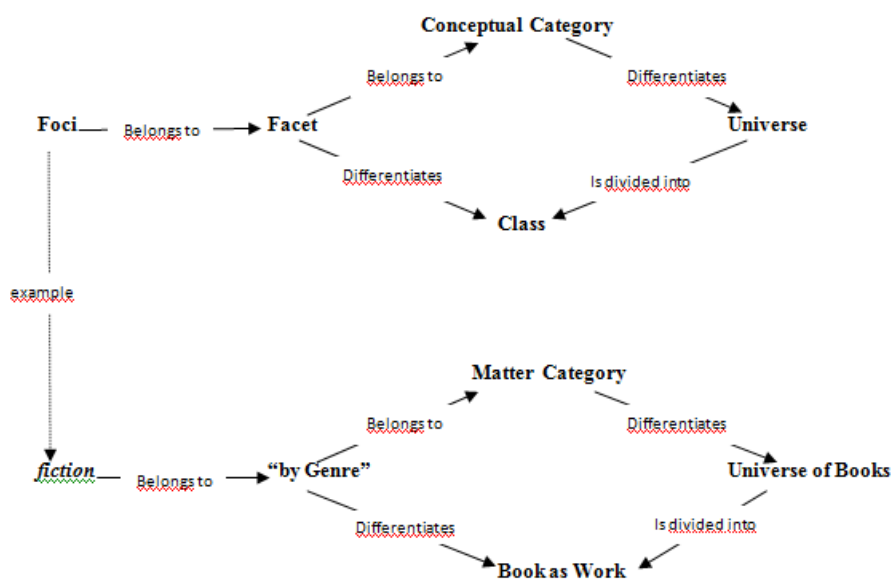 Conceptual Category
Belongs to
Differentiates
Foci
Belongs to
Facet
Universe
Differentiates
Is divided into
Class
example
Matter Category
Belongs to
Differentiates
fiction
Belongs to
“by Genre”
Universe of Books
Differentiates
Is divided into
Book as Work